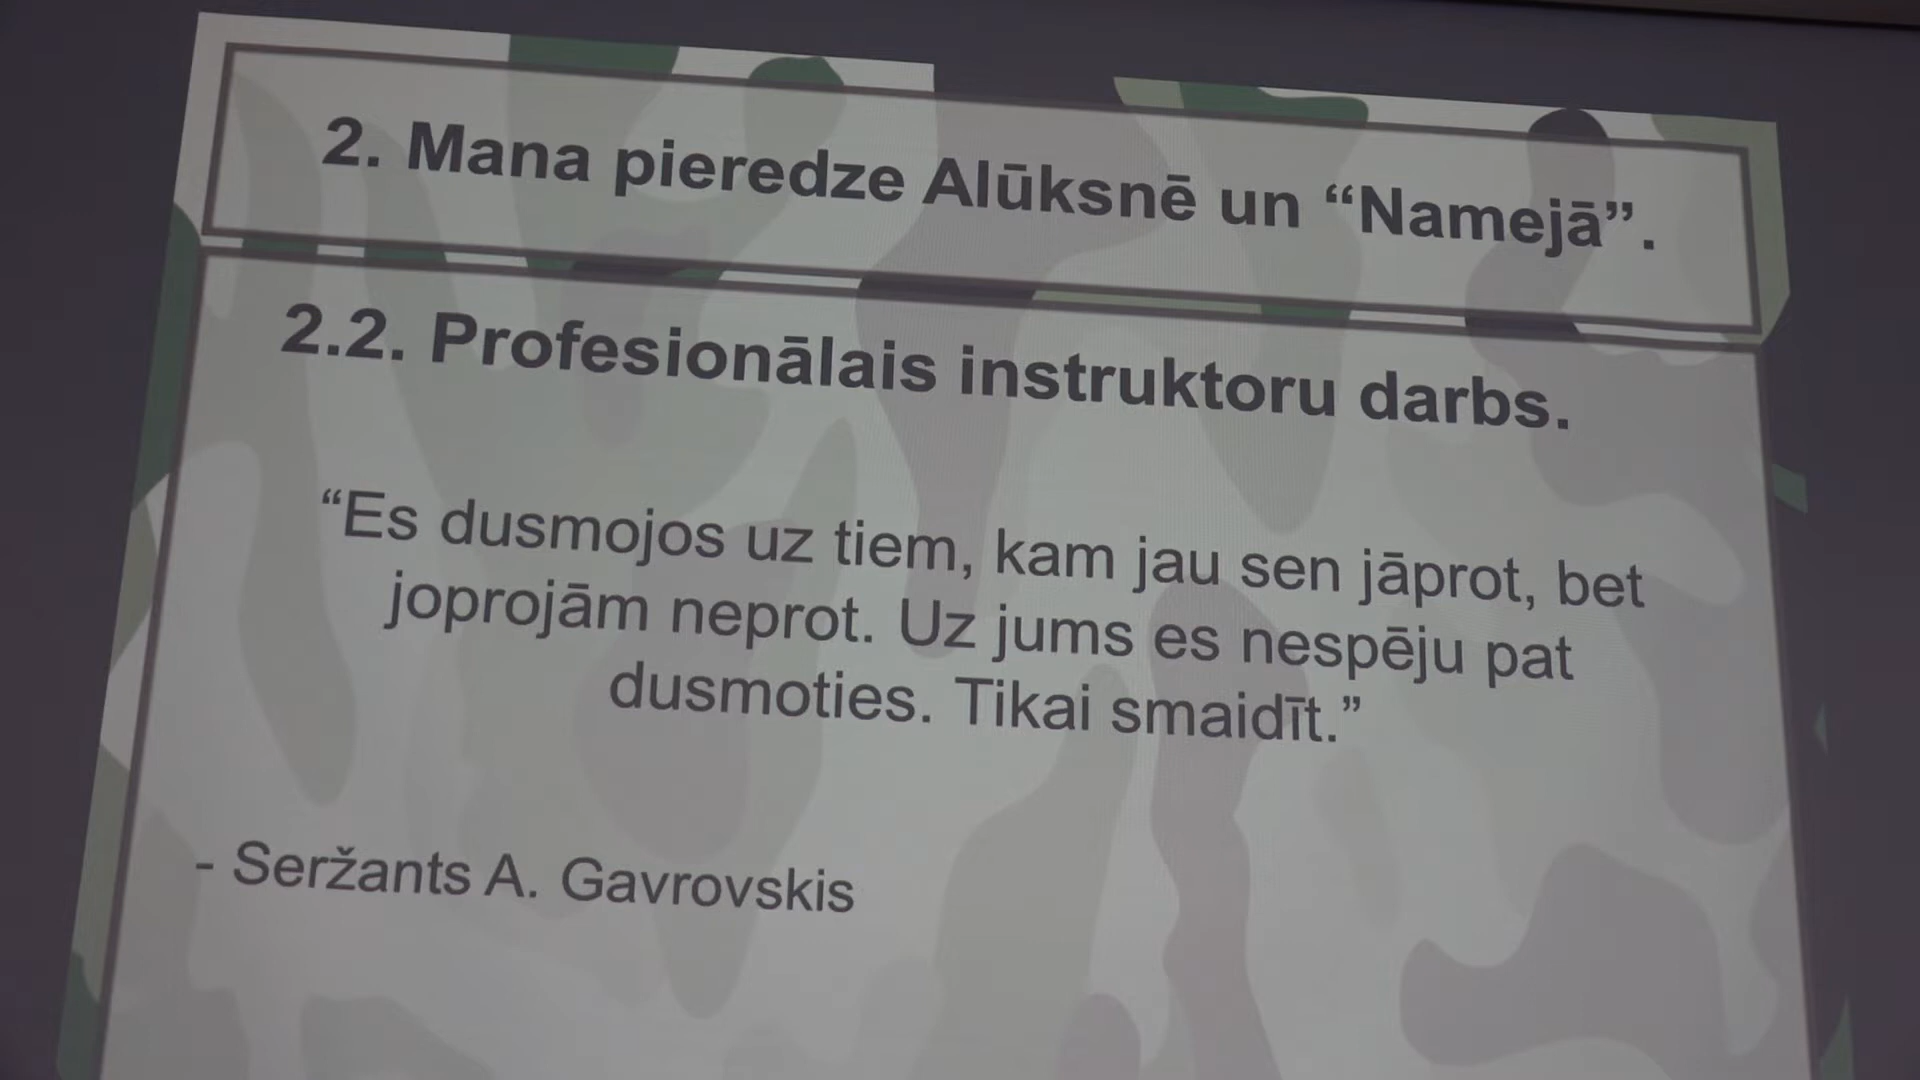 2. Mana pieredze Alūksnē un “Namejā”.
2.2. Profesionālais instruktoru darbs.
“Es dusmojos uz tiem, kam jau sen jāprot, bet
joprojām neprot. Uz jums es nespēju pat
dusmoties. Tikai smaidīt.”
- Seržants A. Gavrovskis